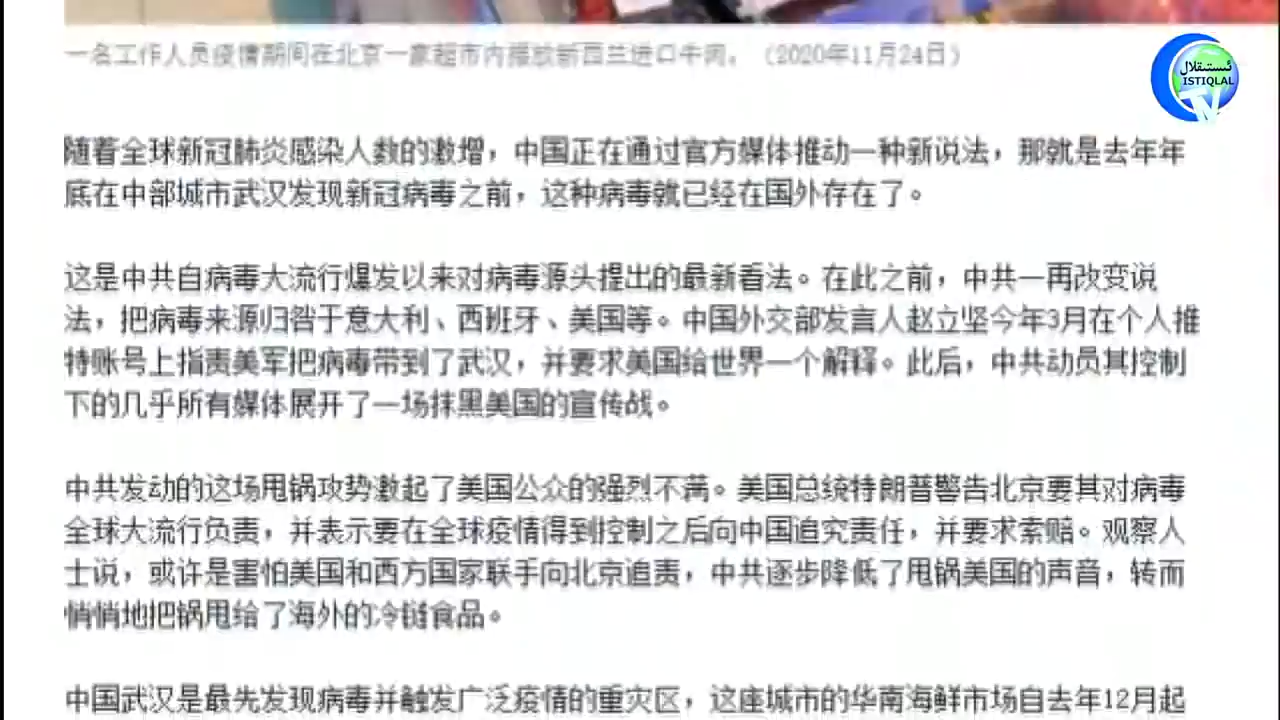 一名工作人员疫情期间在北京一家超市内摆放新西兰进口牛肉。（2020年11月24日）
ئىستىقلال
ISTIQLAL
TV
随着全球新冠肺炎感染人数的激增，中国正在通过官方媒体推动一种新说法，那就是去年年
底在中部城市武汉发现新冠病毒之前，这种病毒就已经在国外存在了。
这是中共自病毒大流行爆发以来对病毒源头提出的最新看法。在此之前，中共一再改变说
法，把病毒来源归咎于意大利、西班牙、美国等。中国外交部发言人赵立坚今年3月在个人推
特账号上指责美军把病毒带到了武汉，并要求美国给世界一个解释。此后，中共动员其控制
下的几乎所有媒体展开了一场抹黑美国的宣传战。
中共发动的这场甩锅攻势激起了美国公众的强烈不满。美国总统特朗普警告北京要其对病毒
全球大流行负责，并表示要在全球疫情得到控制之后向中国追究责任，并要求索赔。观察人
士说，或许是害怕美国和西方国家联手向北京追责，中共逐步降低了甩锅美国的声音，转而
悄悄地把锅甩给了海外的冷链食品。
中国武汉是最先发现病毒并触发广泛疫情的重灾区，这座城市的华南海鲜市场自去年12月起